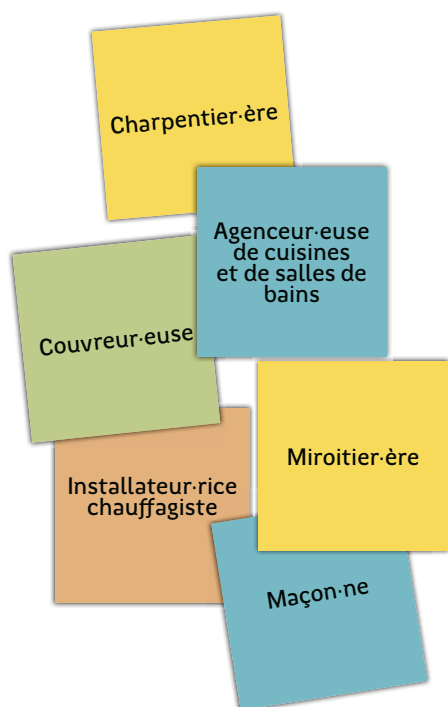 Charpentier·ère
Agenceur·euse
de cuisines
et de salles de
bains
Couvreur·euse
Miroitier·ère
Installateur·rice
chauffagiste
Maçon·ne